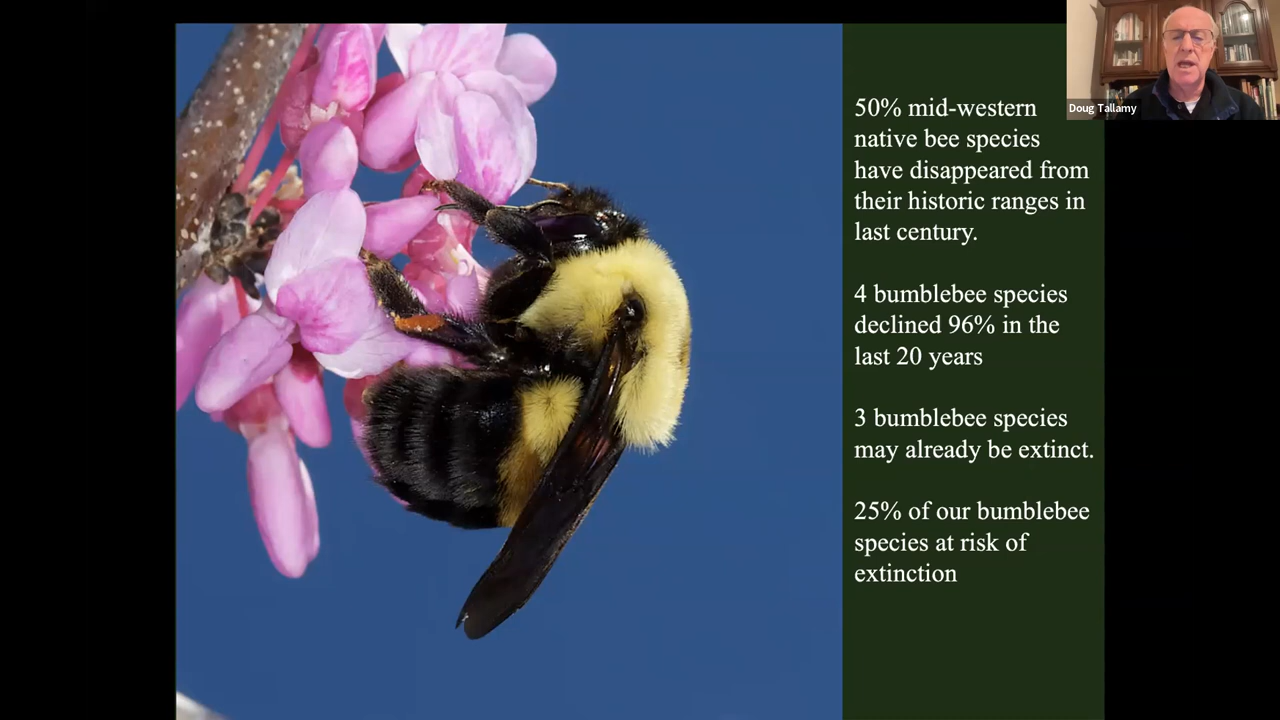 Doug Tallamy
50% mid-western
native bee species
have disappeared from
their historic ranges in
last century.
4 bumblebee species
declined 96% in the
last 20 years
3 bumblebee species
may already be extinct.
25% of our bumblebee
species at risk of
extinction